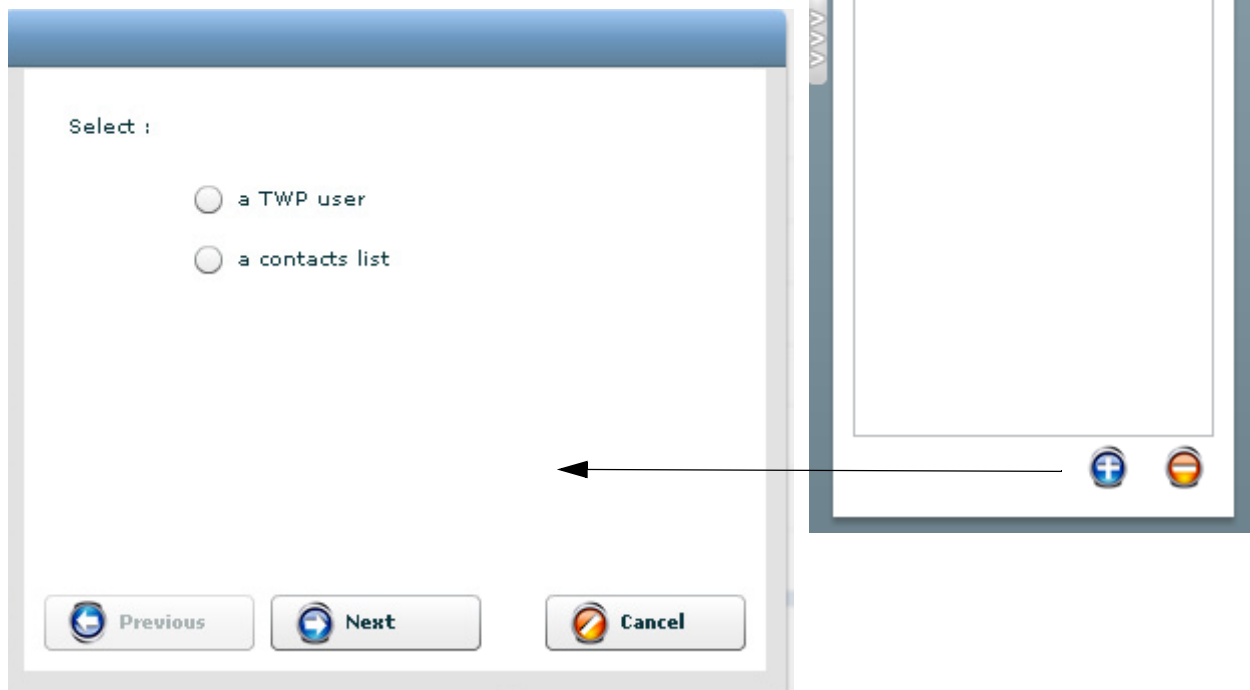 Select :
a TWP user
a contacts list
Previous
Next
Cancel